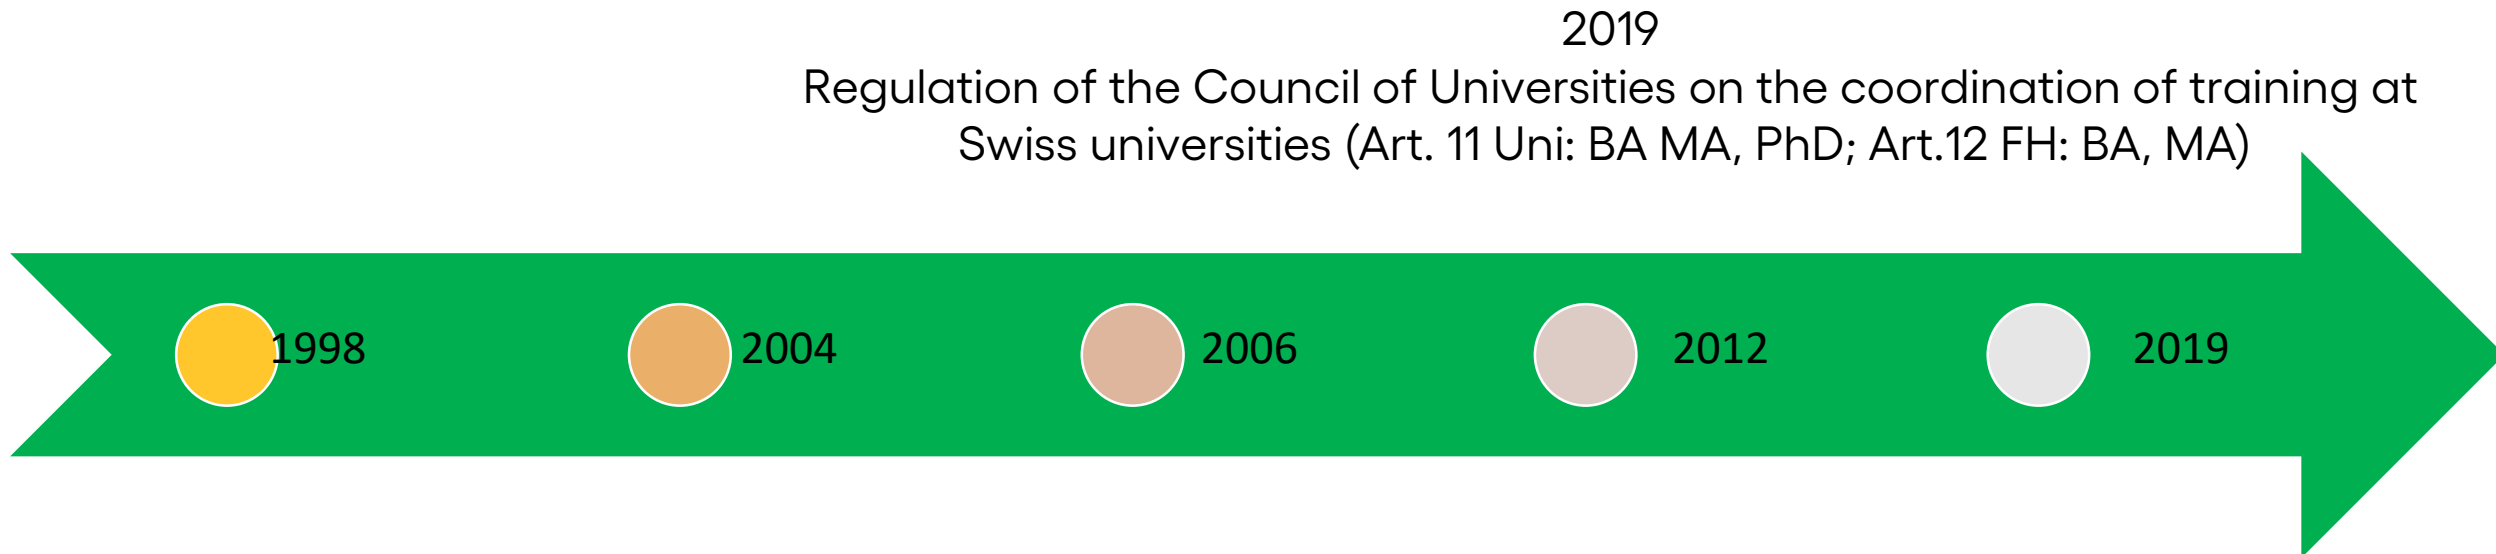 2019
Regulation of the Council of Universities on the coordination of training at
Swiss universities (Art. 11 Uni: BA MA, PhD; Art.12 FH: BA, MA)
1998 2004 2006 2012 2019